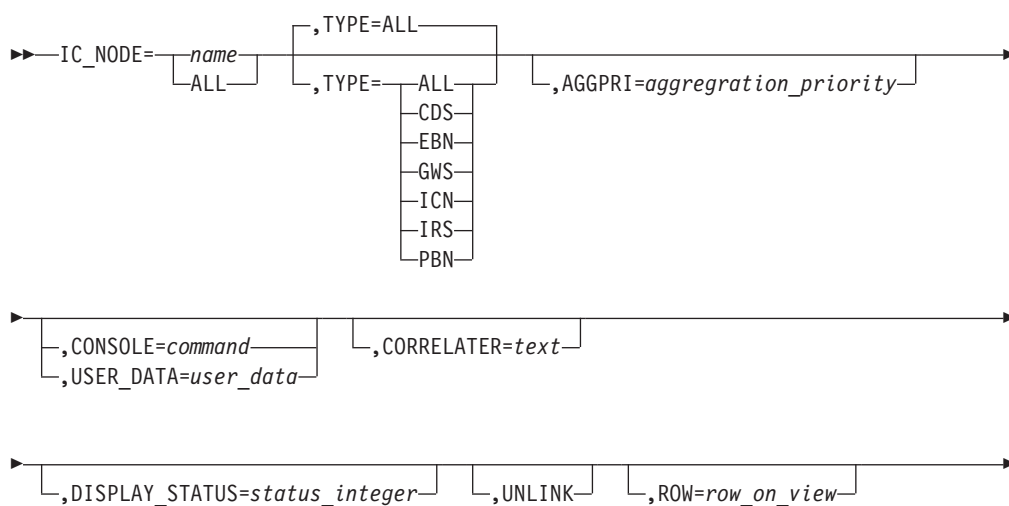 ,TYPE=ALL
IC_NODE= name ,TYPE= ALL ,AGGPRI=aggregration_priority
ALL CDS
EBN
GWS
ICN
IRS
PBN
,CONSOLE=command ,CORRELATER=text
,USER_DATA=user_data
,DISPLAY_STATUS=status_integer ,UNLINK ,ROW=row_on_view